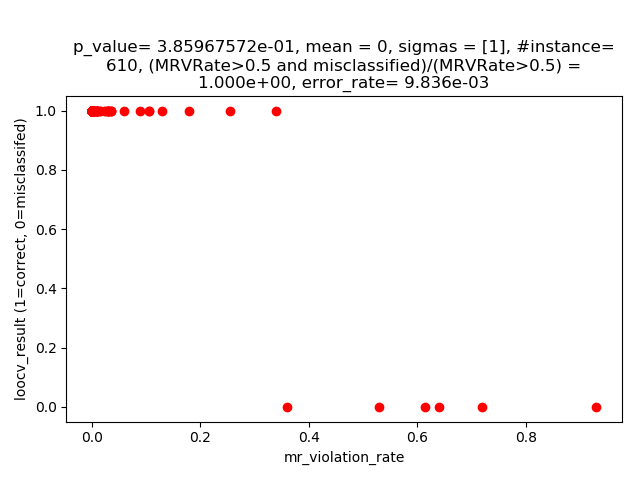 p_value= 3.85967572e-01, mean = 0, sigmas = [1], #instance=
610, (MRVRate>0.5 and misclassified)/(MRVRate>0.5) =
1.000e+00, error_rate= 9.836e-03
loocv_result (1=correct, 0=misclassifed)
1.0
0.8
0.6
0.4
0.2
0.0
0.0 0.2 0.4 0.6 0.8
mr_violation_rate